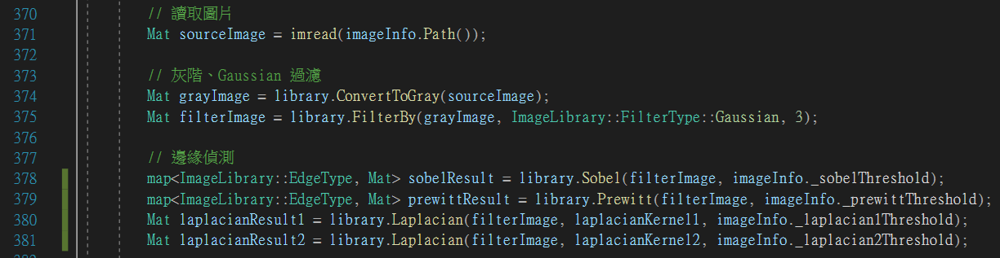 370 // 讀取圖片
371 Mat sourceImage = imread(imageInfo.Path());
372
373 // 灰階、Gaussian 過濾
374 Mat grayImage = library.ConvertToGray(sourceImage);
375 Mat filterImage = library.FilterBy(grayImage, ImageLibrary::FilterType::Gaussian, 3);
376
377 // 邊緣偵測
378 map<ImageLibrary::EdgeType, Mat> sobelResult = library.Sobel(filterImage, imageInfo._sobelThreshold);
379 map<ImageLibrary::EdgeType, Mat> prewittResult = library.Prewitt(filterImage, imageInfo._prewittThreshold);
380 Mat laplacianResult1 = library.Laplacian(filterImage, laplacianKernel1, imageInfo._laplacian1Threshold);
381 Mat laplacianResult2 = library.Laplacian(filterImage, laplacianKernel2, imageInfo._laplacian2Threshold);